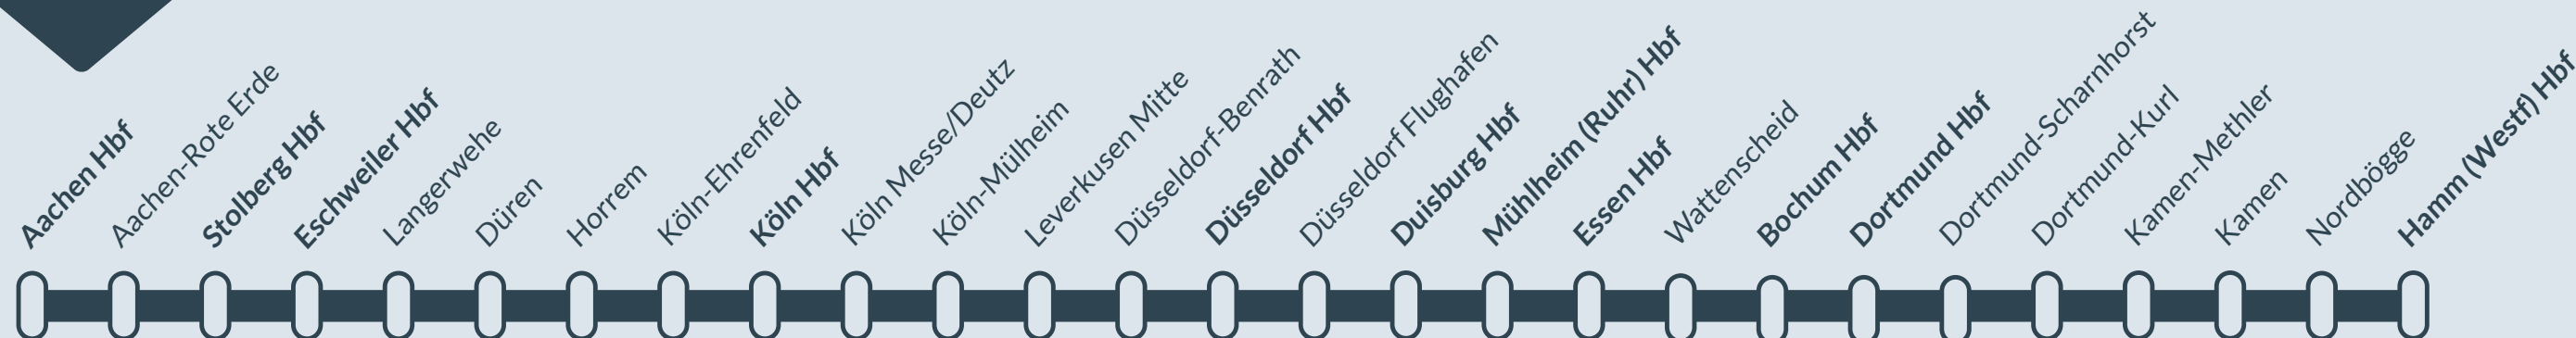 Aachen Hbf
Aachen-Rote Erde
Stolberg Hbf
Eschweiler Hbf
Langerwehe
Düren
Horrem
Köln-Ehrenfeld
Köln Hbf
Köln Messe/Deutz
Köln-Mülheim
Leverkusen Mitte
Düsseldorf-Benrath
Düsseldorf Hbf
Düsseldorf Flughafen
Duisburg Hbf
Mühlheim (Ruhr) Hbf
Essen Hbf
Wattenscheid
Bochum Hbf
Dortmund Hbf
Dortmund-Scharnhorst
Dortmund-Kurl
Kamen-Methler
Kamen
Nordbögge
Hamm (Westf) Hbf